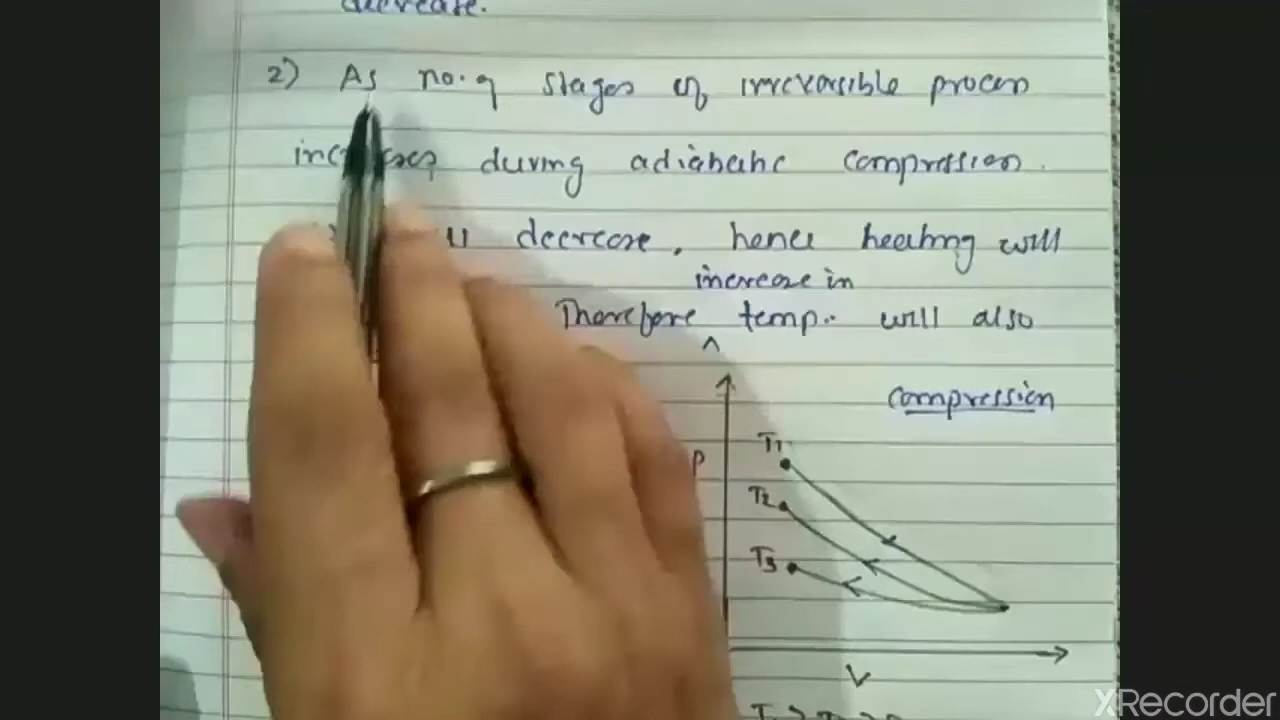 decrease.
2) As no. of stages of irreversible process
increases during adiabatic compression.
decrease, hence heating will
increase in
Therefore temp. will also
^
compression
T1
P
T2
T3
V
XRecorder